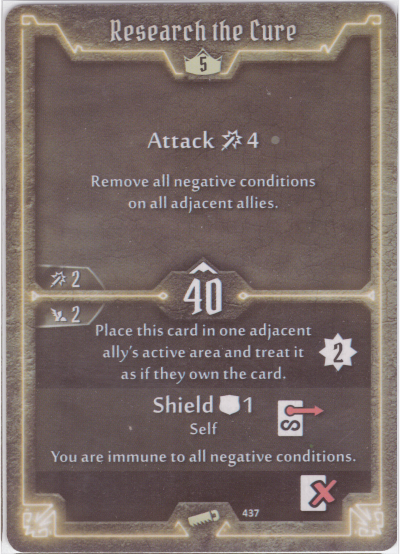 Research the Cure
5
Attack 4
Remove all negative conditions
on all adjacent allies.
2
40
2
Place this card in one adjacent
ally's active area and treat it
as if they own the card.
2
Shield 1
Self
You are immune to all negative conditions.
437